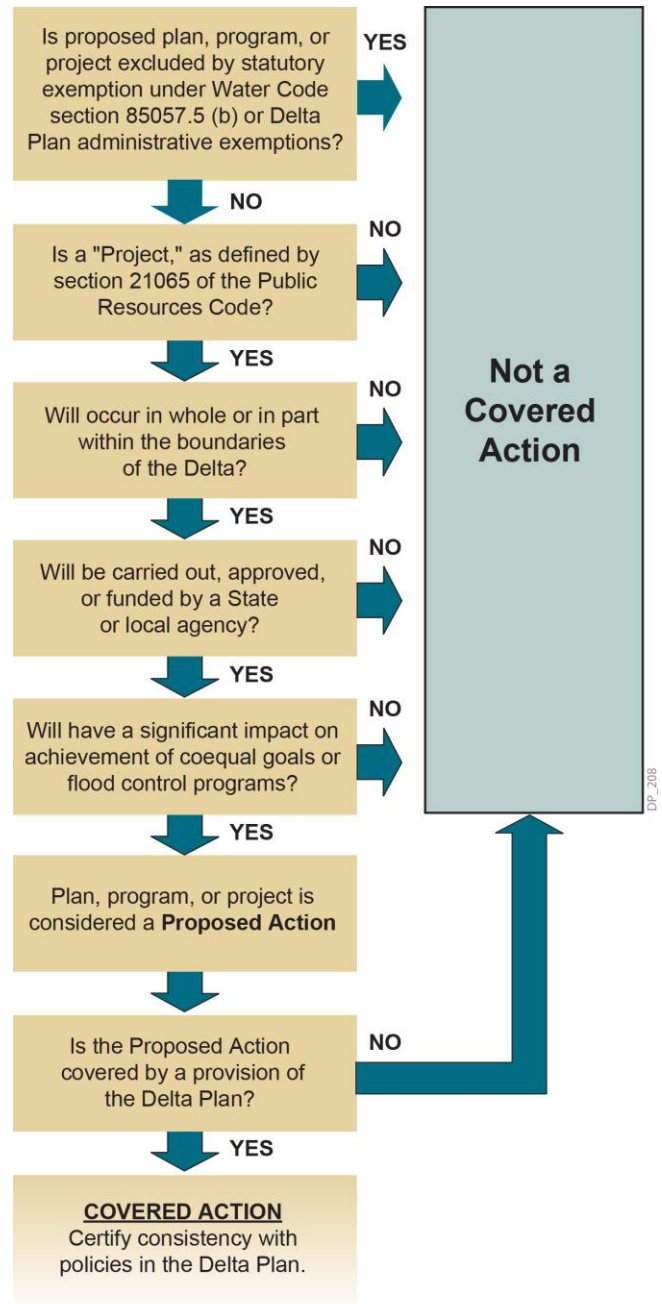 Is proposed plan, program, or
project excluded by statutory
exemption under Water Code
section 85057.5 (b) or Delta
Plan administrative exemptions?
YES
NO
Is a "Project," as defined by
section 21065 of the Public
Resources Code?
NO
YES
Will occur in whole or in part
within the boundaries
of the Delta?
NO
YES
Will be carried out, approved,
or funded by a State
or local agency?
NO
YES
Will have a significant impact on
achievement of coequal goals or
flood control programs?
NO
YES
Plan, program, or project is
considered a Proposed Action
Is the Proposed Action
covered by a provision of
the Delta Plan?
NO
YES
COVERED ACTION
Certify consistency with
policies in the Delta Plan.
Not a
Covered
Action
DP_208